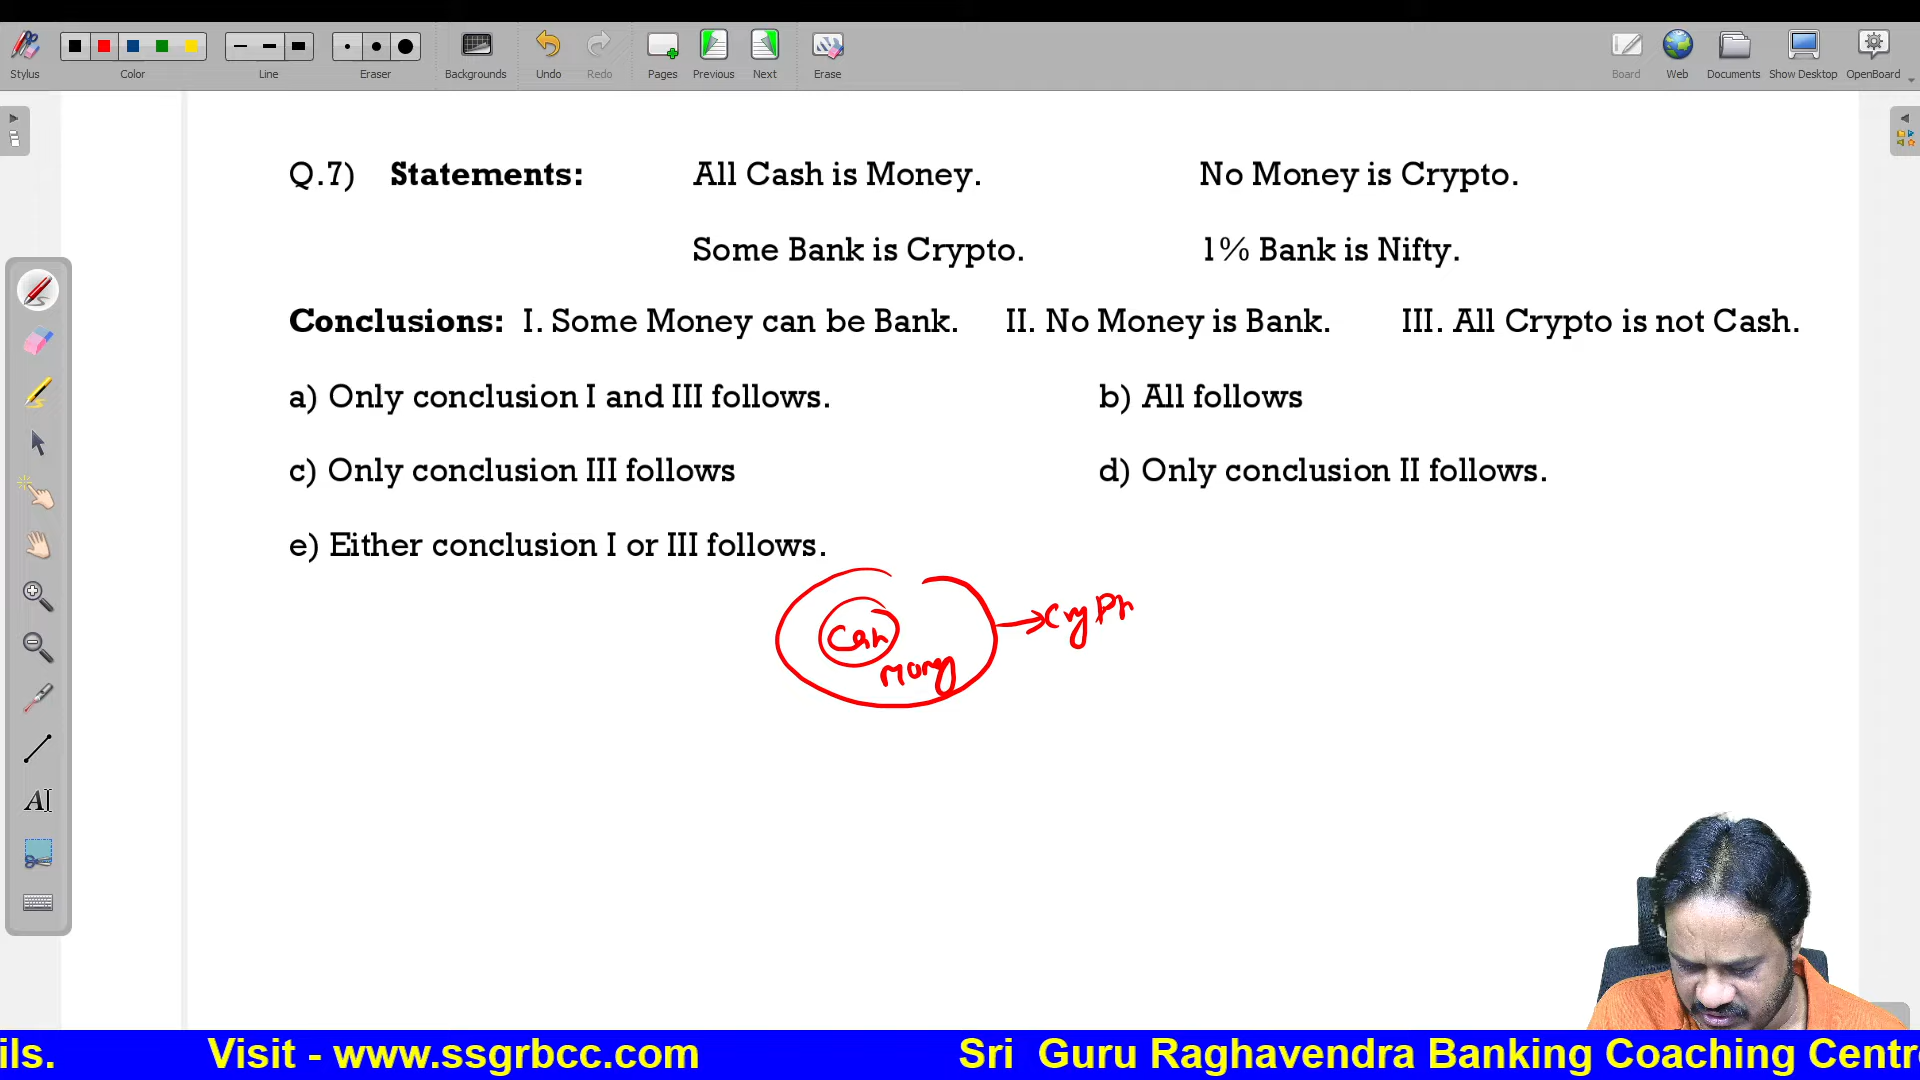 Stylus
Color
Line
Eraser
Backgrounds
Undo
Redo
Pages
Previous
Next
Erase
Board
Web
Documents
Show Desktop
OpenBoard
Q.7) Statements: All Cash is Money. No Money is Crypto.
Some Bank is Crypto. 1% Bank is Nifty.
Conclusions: I. Some Money can be Bank. II. No Money is Bank. III. All Crypto is not Cash.
a) Only conclusion I and III follows. b) All follows
c) Only conclusion III follows d) Only conclusion II follows.
e) Either conclusion I or III follows.
Cash
Money
ils. Visit - www.ssgrbcc.com Sri Guru Raghavendra Banking Coaching Centr